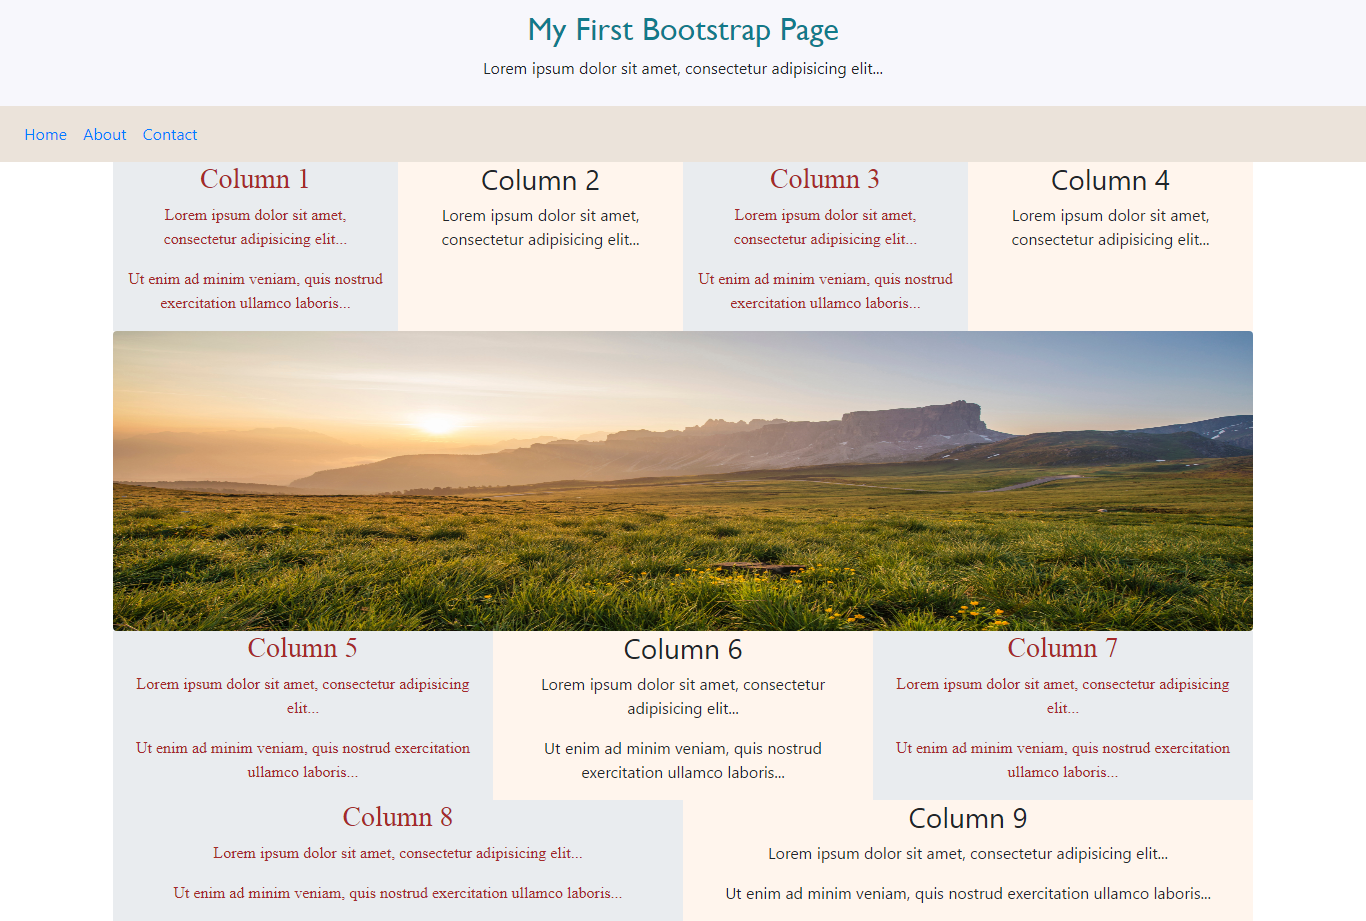 My First Bootstrap Page
Lorem ipsum dolor sit amet, consectetur adipisicing elit...
Home About Contact
Column 1
Lorem ipsum dolor sit amet,
consectetur adipisicing elit...
Ut enim ad minim veniam, quis nostrud
exercitation ullamco laboris...
Column 2
Lorem ipsum dolor sit amet,
consectetur adipisicing elit...
Column 3
Lorem ipsum dolor sit amet,
consectetur adipisicing elit...
Ut enim ad minim veniam, quis nostrud
exercitation ullamco laboris...
Column 4
Lorem ipsum dolor sit amet,
consectetur adipisicing elit...
Column 5
Lorem ipsum dolor sit amet, consectetur adipisicing
elit...
Ut enim ad minim veniam, quis nostrud exercitation
ullamco laboris...
Column 6
Lorem ipsum dolor sit amet, consectetur
adipisicing elit...
Ut enim ad minim veniam, quis nostrud
exercitation ullamco laboris...
Column 7
Lorem ipsum dolor sit amet, consectetur adipisicing
elit...
Ut enim ad minim veniam, quis nostrud exercitation
ullamco laboris...
Column 8
Lorem ipsum dolor sit amet, consectetur adipisicing elit...
Ut enim ad minim veniam, quis nostrud exercitation ullamco laboris...
Column 9
Lorem ipsum dolor sit amet, consectetur adipisicing elit...
Ut enim ad minim veniam, quis nostrud exercitation ullamco laboris...